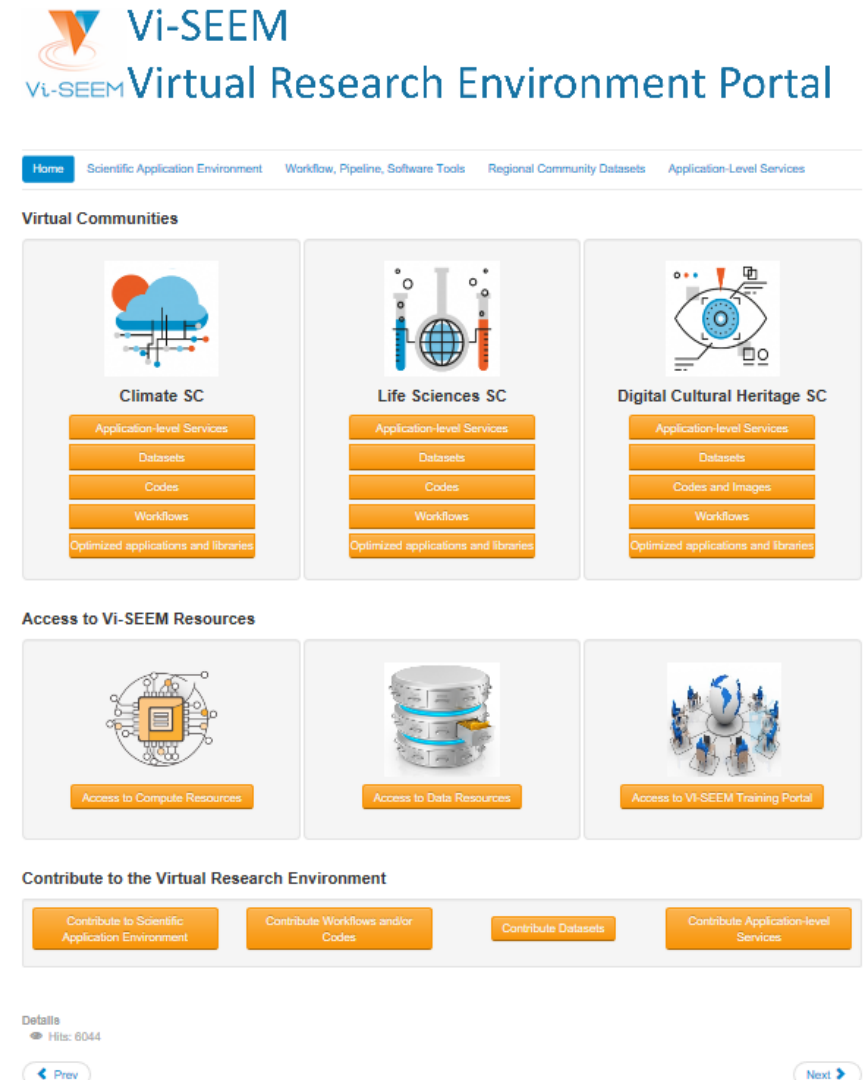 Vi-SEEM
Vi-SEEM Virtual Research Environment Portal
Home Scientific Application Environment Workflow, Pipeline, Software Tools Regional Community Datasets Application-Level Services
Virtual Communities
Climate SC Life Sciences SC Digital Cultural Heritage SC
Application-level Services Application-level Services Application-level Services
Datasets Datasets Datasets
Codes Codes Codes and Images
Workflows Workflows Workflows
Optimized applications and libraries Optimized applications and libraries Optimized applications and libraries
Access to Vi-SEEM Resources
Access to Compute Resources Access to Data Resources Access to VI-SEEM Training Portal
Contribute to the Virtual Research Environment
Contribute to Scientific
Application Environment
Contribute Workflows and/or
Codes
Contribute Datasets
Contribute Application-level
Services
Details
Hits: 6044
Prev Next